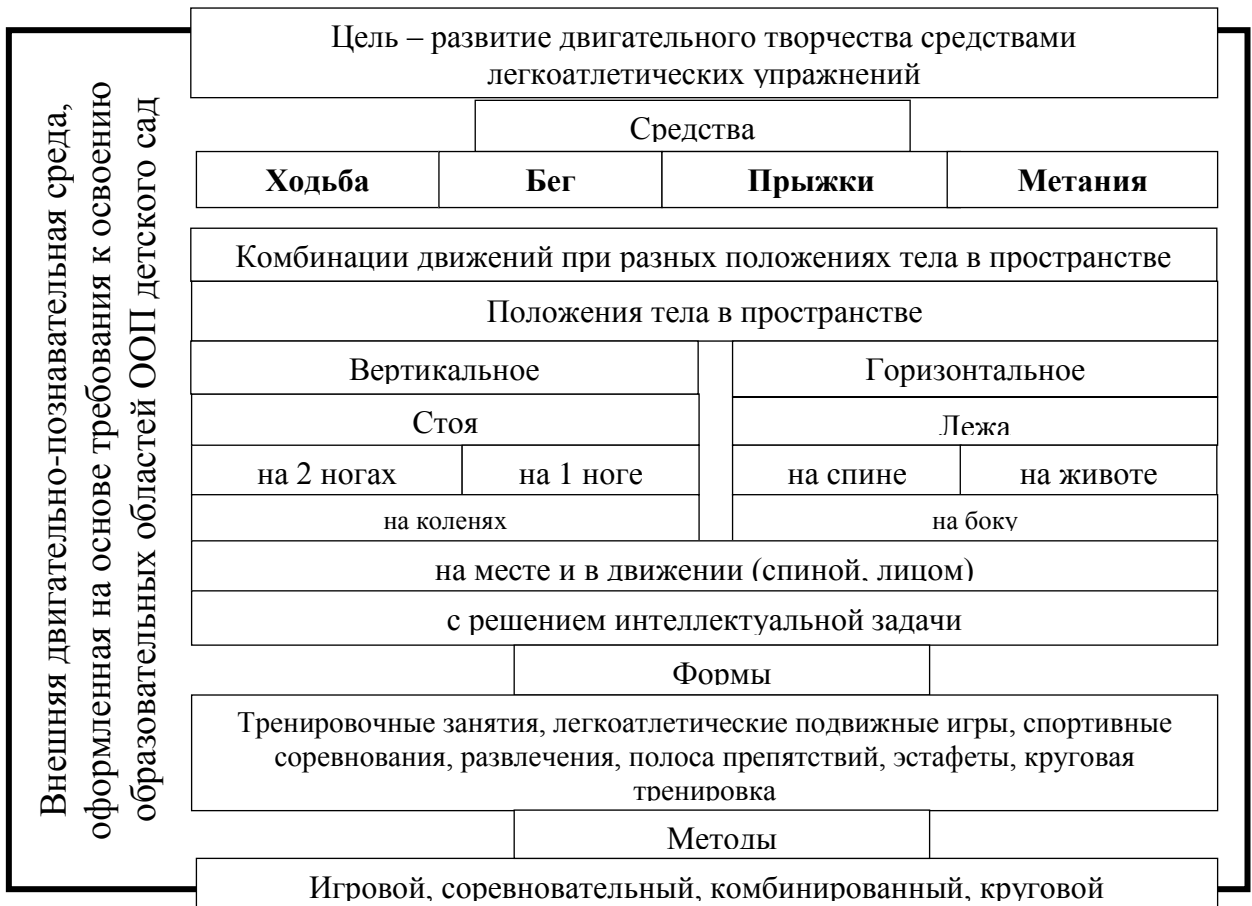 Цель – развитие двигательного творчества средствами
легкоатлетических упражнений
Средства
Ходьба
Бег
Прыжки
Метания
Комбинации движений при разных положениях тела в пространстве
Положения тела в пространстве
Вертикальное
Горизонтальное
Стоя
Лежа
на 2 ногах
на 1 ноге
на спине
на животе
на коленях
на боку
на месте и в движении (спиной, лицом)
с решением интеллектуальной задачи
Формы
Тренировочные занятия, легкоатлетические подвижные игры, спортивные
соревнования, развлечения, полоса препятствий, эстафеты, круговая
тренировка
Методы
Игровой, соревновательный, комбинированный, круговой
Внешняя двигательно-познавательная среда,
оформленная на основе требования к освоению
образовательных областей ООП детского сад